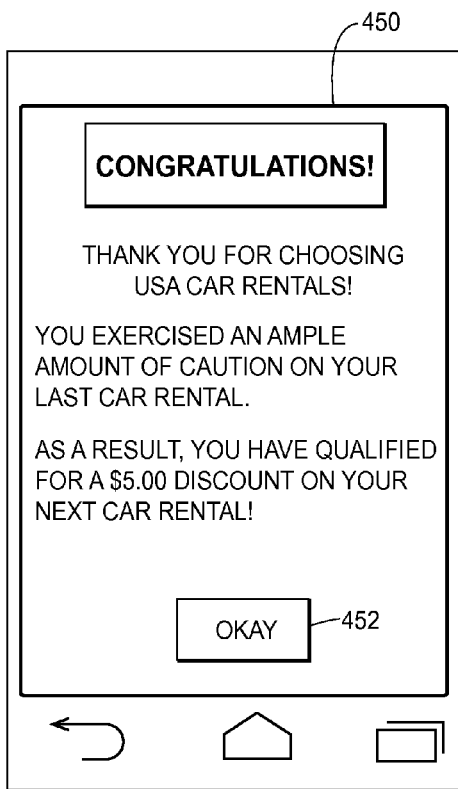 450
CONGRATULATIONS!
THANK YOU FOR CHOOSING
USA CAR RENTALS!
YOU EXERCISED AN AMPLE
AMOUNT OF CAUTION ON YOUR
LAST CAR RENTAL.
AS A RESULT, YOU HAVE QUALIFIED
FOR A $5.00 DISCOUNT ON YOUR
NEXT CAR RENTAL!
OKAY
452